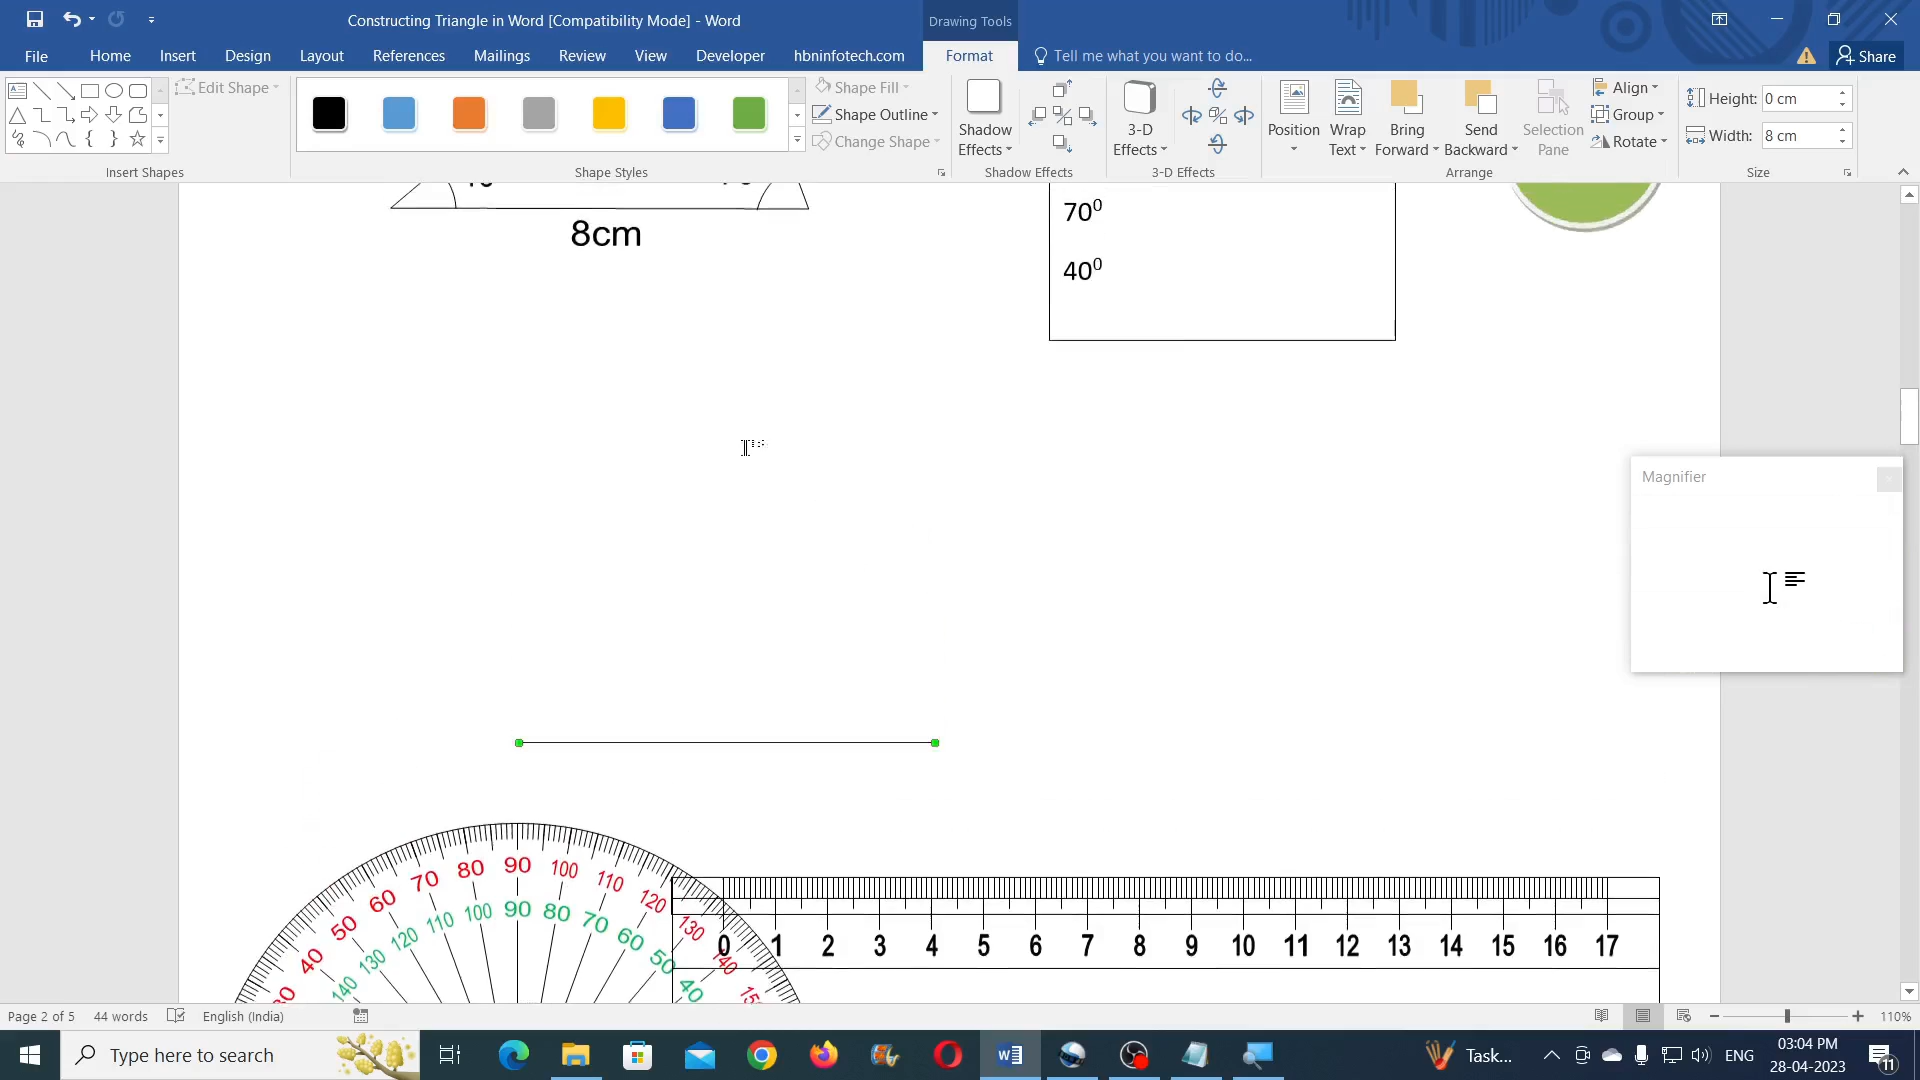 Constructing Triangle in Word [Compatibility Mode] - Word
Drawing Tools
File Home Insert Design Layout References Mailings Review View Developer hbninfotech.com Format Tell me what you want to do... Share
Edit Shape
Insert Shapes
Shape Fill
Shape Outline
Change Shape
Shape Styles
Shadow Effects
Shadow Effects
3-D Effects
3-D Effects
Position
Wrap Text
Bring Forward
Send Backward
Selection Pane
Align
Group
Rotate
Arrange
Height: 0 cm
Width: 8 cm
Size
8cm
70⁰
40⁰
Magnifier
30 40 50 60 70 80 90 100 110 120 130 140
140 130 120 110 100 90 80 70 60 50 40
0 1 2 3 4 5 6 7 8 9 10 11 12 13 14 15 16 17
Page 2 of 5 44 words English (India) 110%
Type here to search
Task...
ENG
03:04 PM
28-04-2023
11